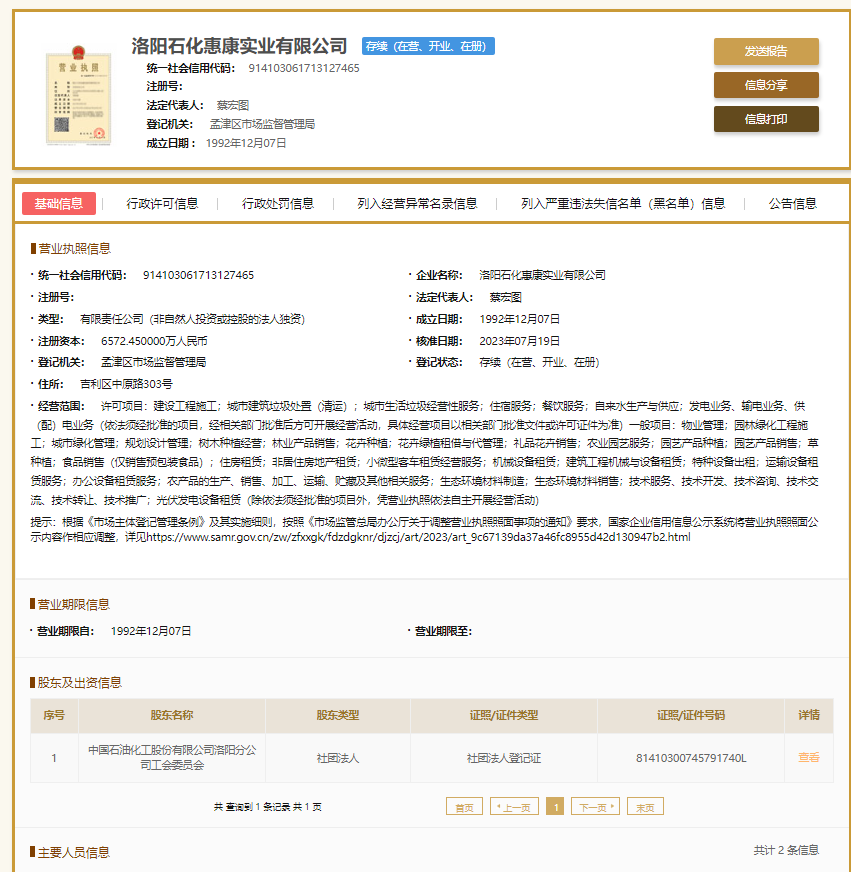 洛阳石化惠康实业有限公司 存续（在营、开业、在册）
统一社会信用代码： 914103061713127465
注册号：
法定代表人： 蔡宏图
登记机关： 孟津区市场监督管理局
成立日期： 1992年12月07日
发送报告
信息分享
信息打印
营业执照
基础信息 行政许可信息 行政处罚信息 列入经营异常名录信息 列入严重违法失信名单（黑名单）信息 公告信息
营业执照信息
· 统一社会信用代码： 914103061713127465 · 企业名称： 洛阳石化惠康实业有限公司
· 注册号： · 法定代表人： 蔡宏图
· 类型： 有限责任公司（非自然人投资或控股的法人独资） · 成立日期： 1992年12月07日
· 注册资本： 6572.450000万人民币 · 核准日期： 2023年07月19日
· 登记机关： 孟津区市场监督管理局 · 登记状态： 存续（在营、开业、在册）
· 住所： 吉利区中原路303号
· 经营范围： 许可项目：建设工程施工；城市建筑垃圾处置（清运）；城市生活垃圾经营性服务；住宿服务；餐饮服务；自来水生产与供应；发电业务、输电业务、供
（配）电业务（依法须经批准的项目，经相关部门批准后方可开展经营活动，具体经营项目以相关部门批准文件或许可证件为准）一般项目：物业管理；园林绿化工程施
工；城市绿化管理；规划设计管理；树木种植经营；林业产品销售；花卉种植；花卉绿植租借与代管理；礼品花卉销售；农业园艺服务；园艺产品种植；园艺产品销售；草
种植；食品销售（仅销售预包装食品）；住房租赁；非居住房地产租赁；小微型客车租赁经营服务；机械设备租赁；建筑工程机械与设备租赁；特种设备出租；运输设备租
赁服务；办公设备租赁服务；农产品的生产、销售、加工、运输、贮藏及其他相关服务；生态环境材料制造；生态环境材料销售；技术服务、技术开发、技术咨询、技术交
流、技术转让、技术推广；光伏发电设备租赁（除依法须经批准的项目外，凭营业执照依法自主开展经营活动）
提示：根据《市场主体登记管理条例》及其实施细则，按照《市场监管总局办公厅关于调整营业执照照面事项的通知》要求，国家企业信用信息公示系统将营业执照照面公
示内容作相应调整，详见https://www.samr.gov.cn/zw/zfxxgk/fdzdgknr/djzcj/art/2023/art_9c67139da37a46fc8955d42d130947b2.html
营业期限信息
· 营业期限自： 1992年12月07日 · 营业期限至：
股东及出资信息
序号 股东名称 股东类型 证照/证件类型 证照/证件号码 详情
1 中国石油化工股份有限公司洛阳分公 社团法人 社团法人登记证 81410300745791740L 查看
司工会委员会
共 查询到 1 条记录 共 1 页 首页 上一页 1 下一页 末页
主要人员信息 共计 2 条信息